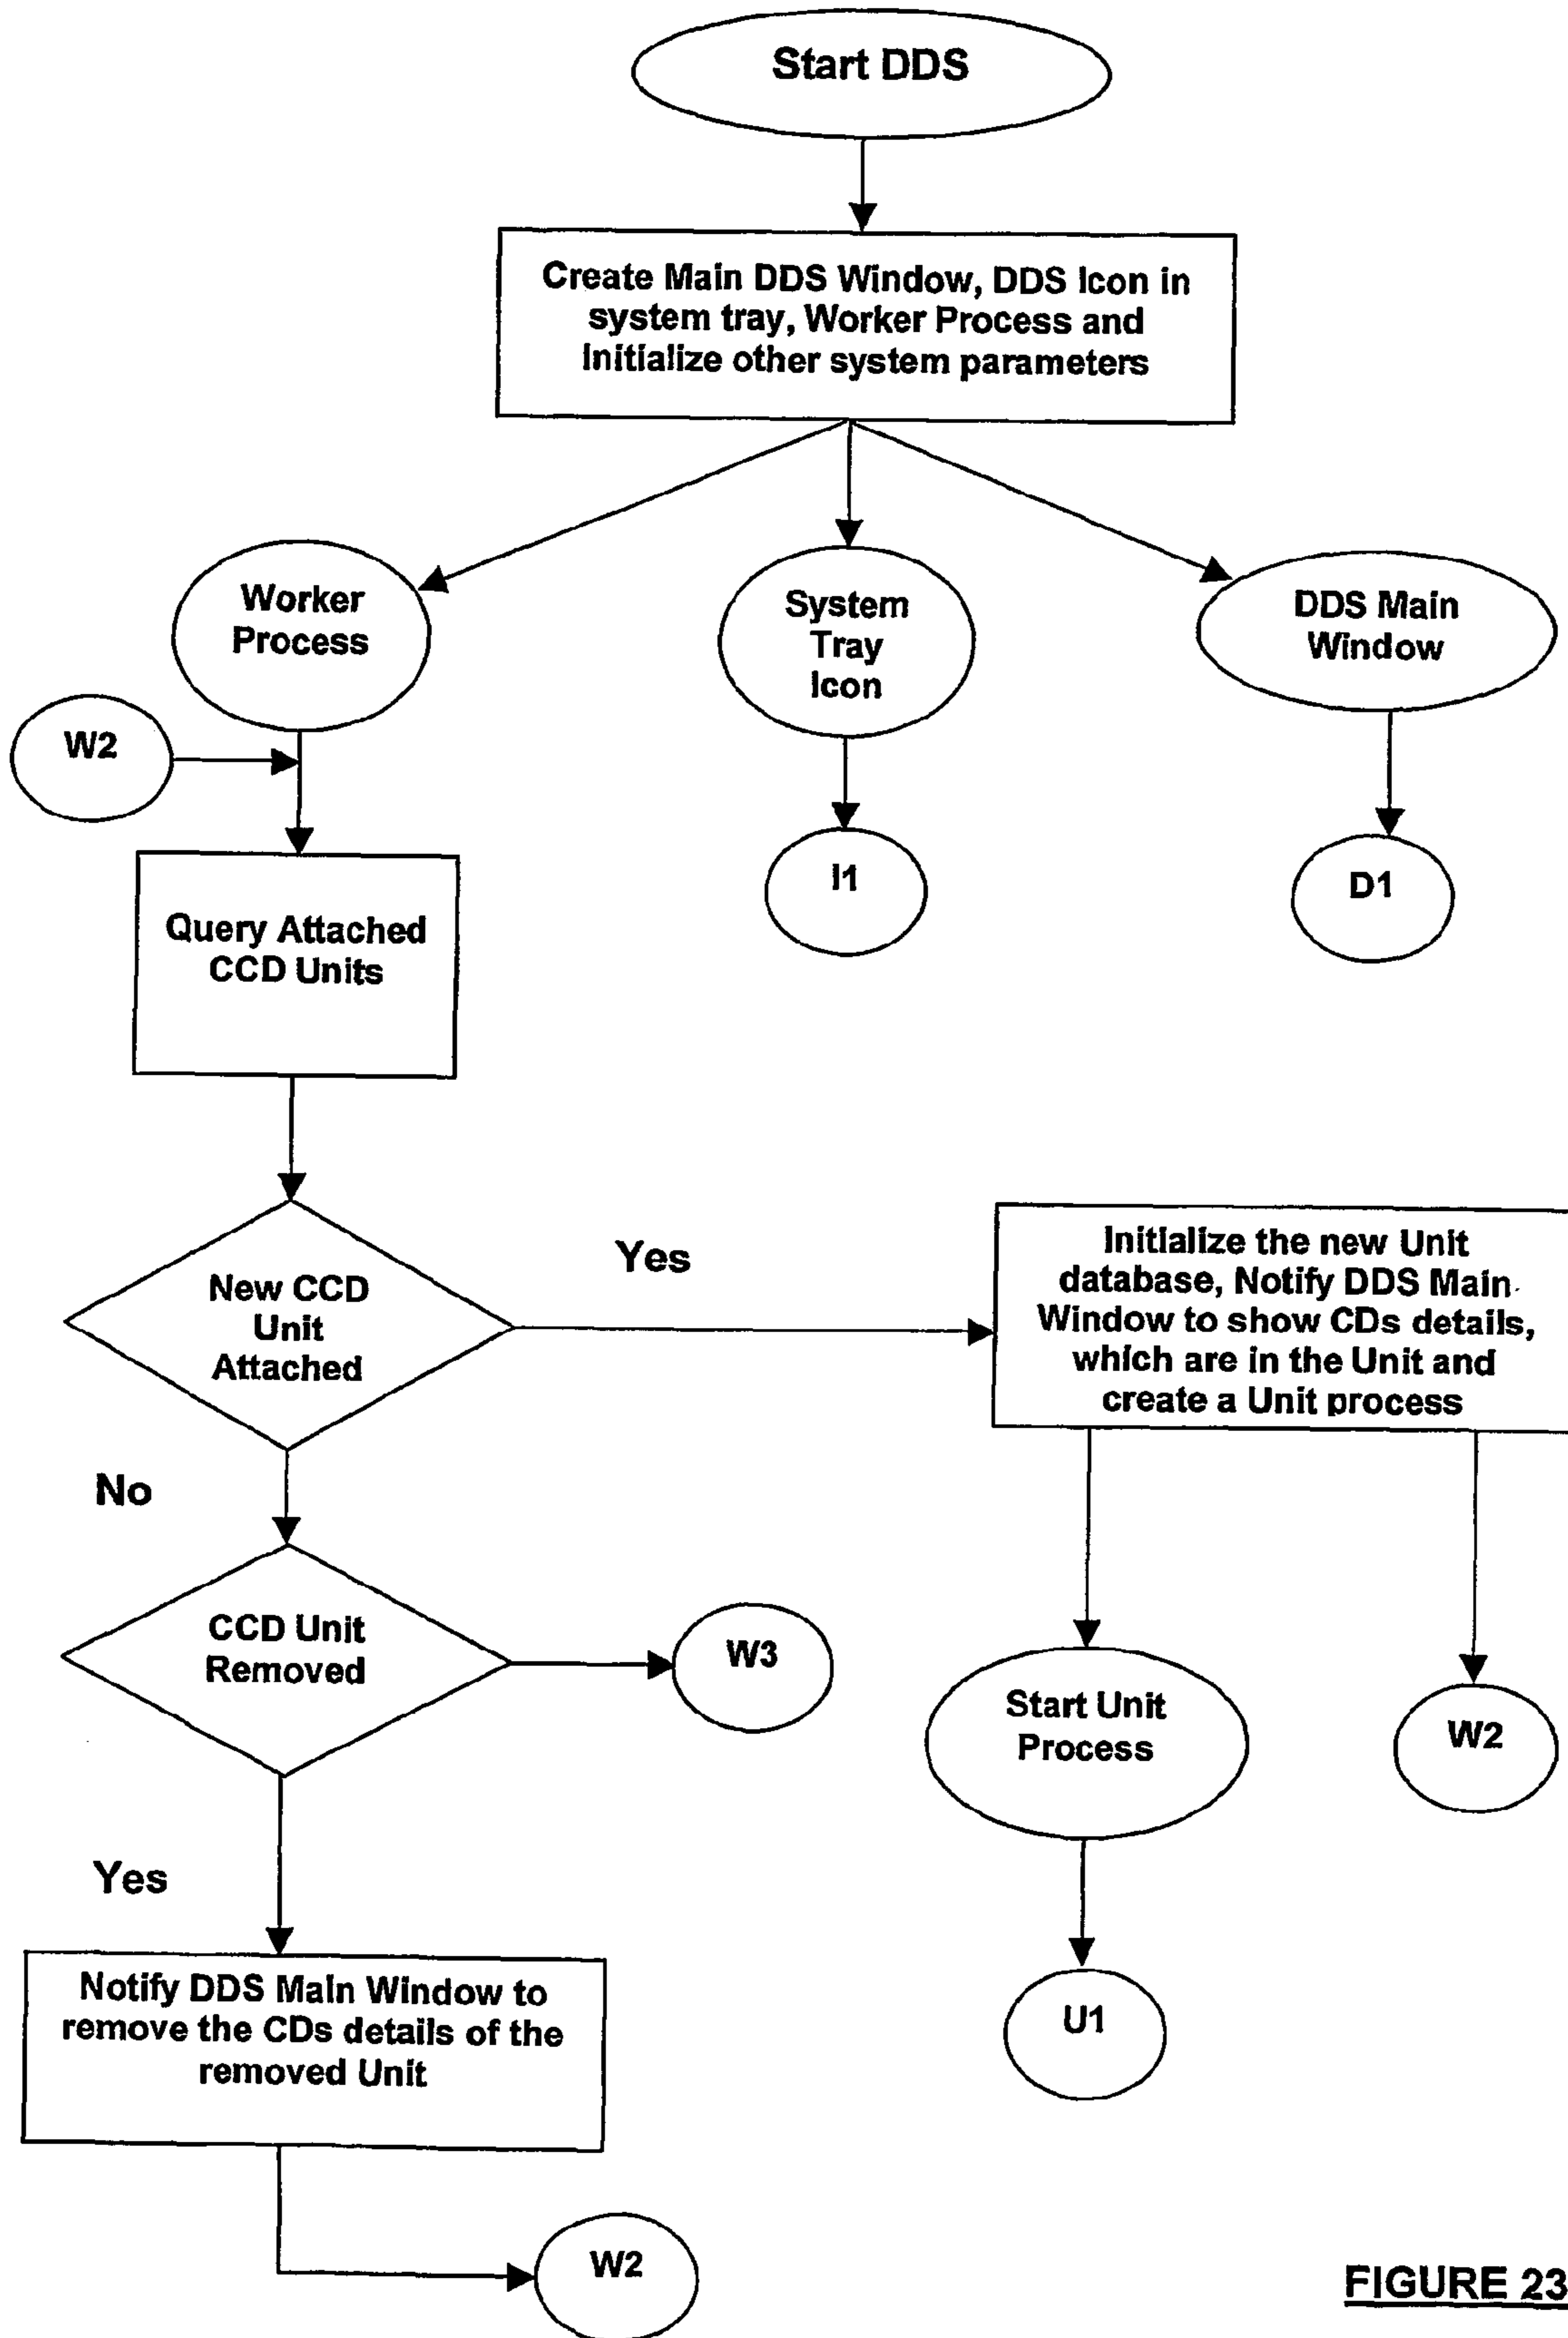 Start DDS
Create Main DDS Window, DDS Icon in
system tray, Worker Process and
Initialize other system parameters
Worker
Process
System
Tray
Icon
DDS Main
Window
W2
I1
D1
Query Attached
CCD Units
New CCD
Unit
Attached
Yes
Initialize the new Unit
database, Notify DDS Main
Window to show CDs details,
which are in the Unit and
create a Unit process
No
CCD Unit
Removed
W3
Start Unit
Process
W2
Yes
Notify DDS Main Window to
remove the CDs details of the
removed Unit
U1
W2
FIGURE 23